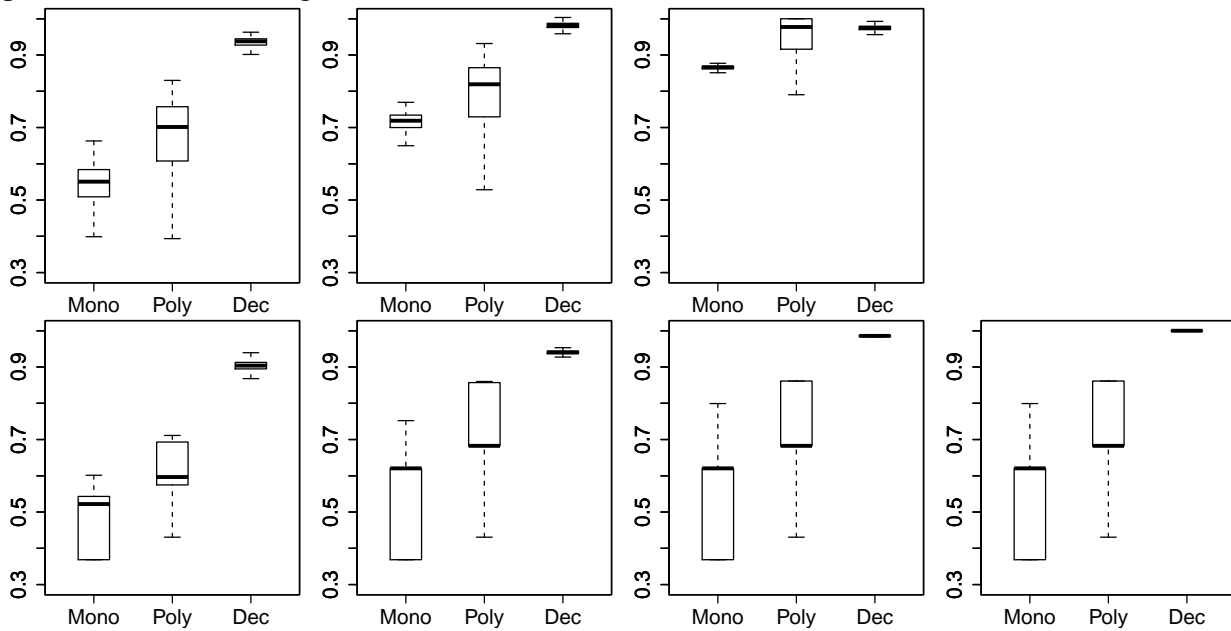 0.9 0.9 0.9
0.7 0.7 0.7
0.5 0.5 0.5
0.3 0.3 0.3
Mono Poly Dec Mono Poly Dec Mono Poly Dec
0.9 0.9 0.9 0.9
0.7 0.7 0.7 0.7
0.5 0.5 0.5 0.5
0.3 0.3 0.3 0.3
Mono Poly Dec Mono Poly Dec Mono Poly Dec Mono Poly Dec